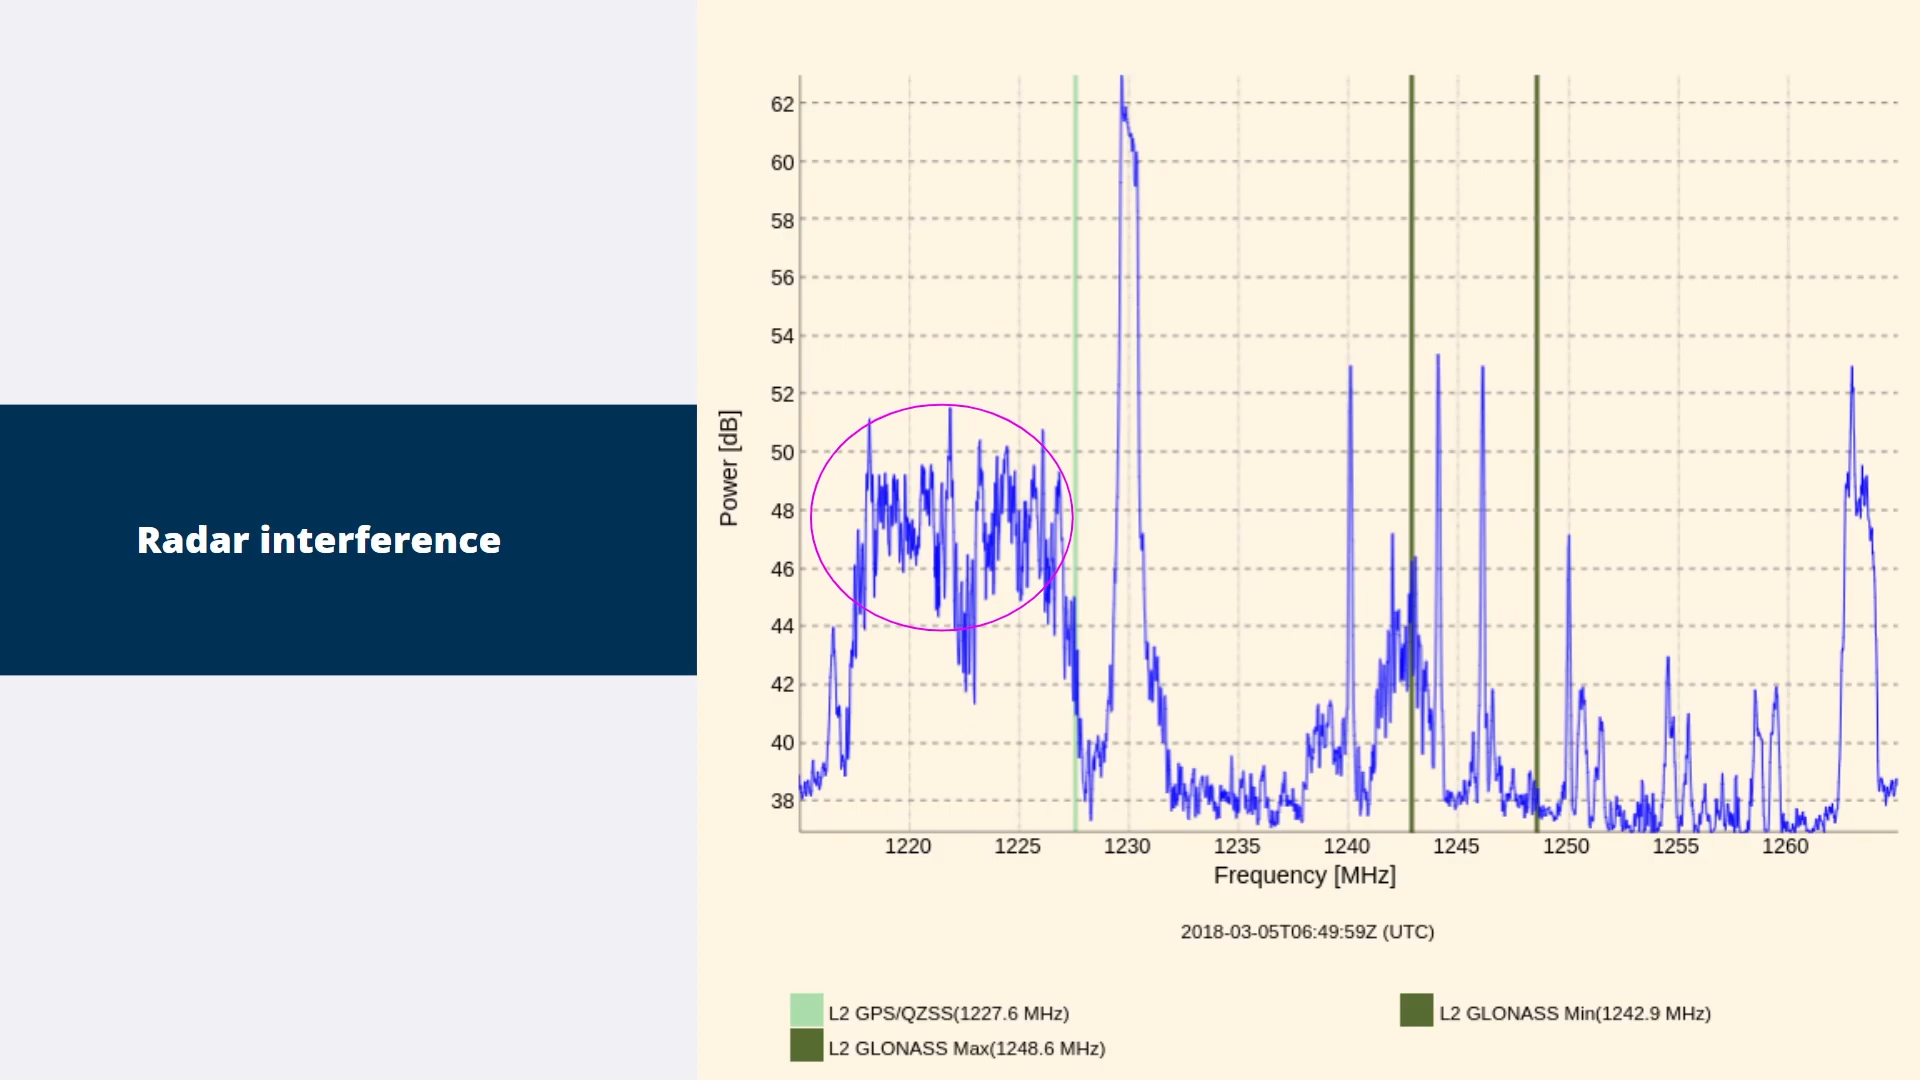 Radar interference
62
60
58
56
54
52
50
48
46
44
42
40
38
Power [dB]
1220 1225 1230 1235 1240 1245 1250 1255 1260
Frequency [MHz]
2018-03-05T06:49:59Z (UTC)
L2 GPS/QZSS(1227.6 MHz)
L2 GLONASS Min(1242.9 MHz)
L2 GLONASS Max(1248.6 MHz)